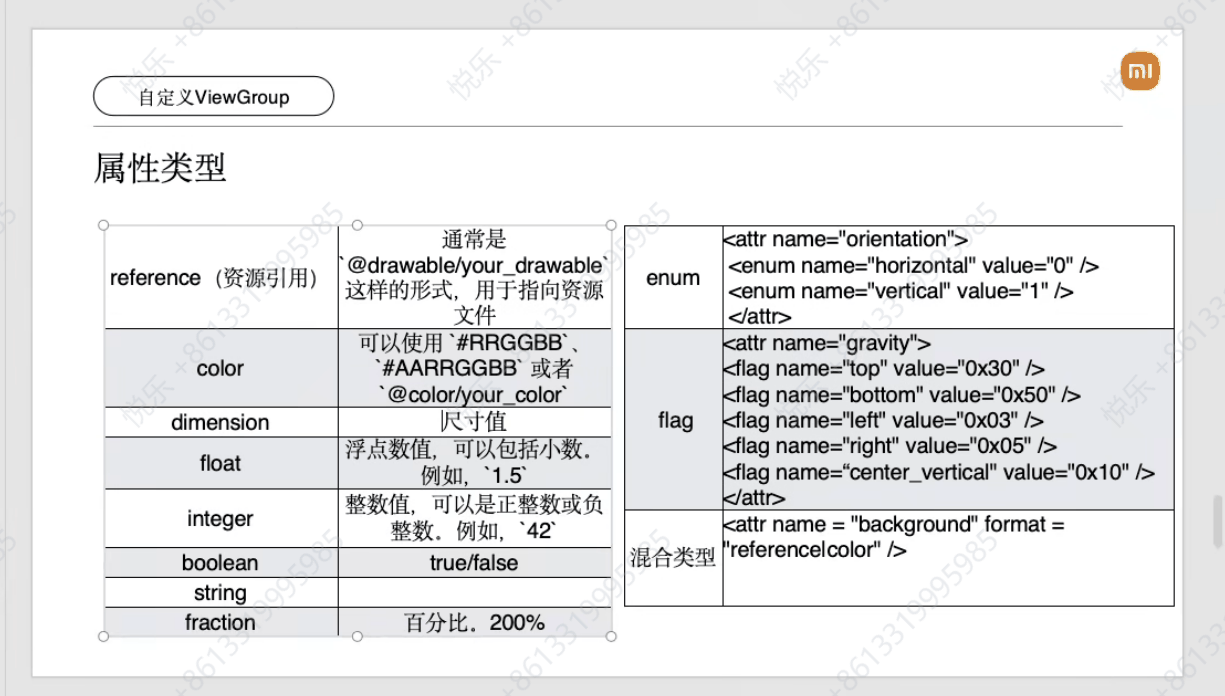 自定义ViewGroup
属性类型
reference（资源引用）
通常是
`@drawable/your_drawable`
这样的形式，用于指向资源
文件
color
可以使用 `#RRGGBB`、
`#AARRGGBB` 或者
`@color/your_color`
dimension
尺寸值
float
浮点数值，可以包括小数。
例如，`1.5`
integer
整数值，可以是正整数或负
整数。例如，`42`
boolean
true/false
string
fraction
百分比。200%
enum
<attr name="orientation">
<enum name="horizontal" value="0" />
<enum name="vertical" value="1" />
</attr>
flag
<attr name="gravity">
<flag name="top" value="0x30" />
<flag name="bottom" value="0x50" />
<flag name="left" value="0x03" />
<flag name="right" value="0x05" />
<flag name=“center_vertical" value="0x10" />
</attr>
混合类型
<attr name = "background" format =
"reference|color" />
悦乐 +8613319995985